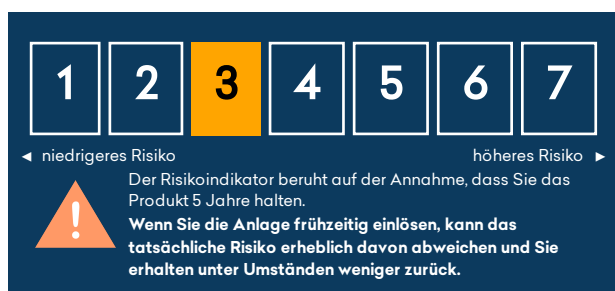 1 2 3 4 5 6 7
◄ niedrigeres Risiko höheres Risiko ►
Der Risikoindikator beruht auf der Annahme, dass Sie das
Produkt 5 Jahre halten.
Wenn Sie die Anlage frühzeitig einlösen, kann das
tatsächliche Risiko erheblich davon abweichen und Sie
erhalten unter Umständen weniger zurück.
!